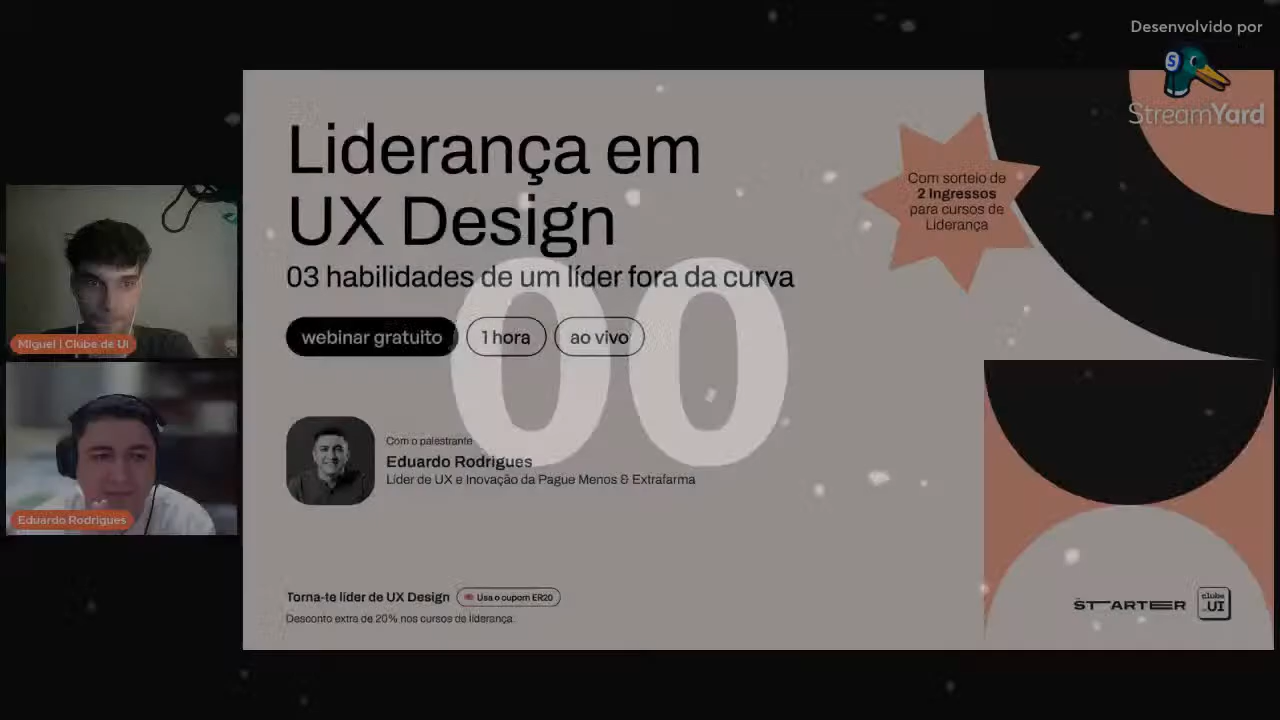 Desenvolvido por
StreamYard
Liderança em
UX Design
03 habilidades de um líder fora da curva
webinar gratuito
1 hora
ao vivo
Com sorteio de
2 Ingressos
para cursos de
Liderança
00
Miguel | Clube de UI
Eduardo Rodrigues
Com o palestrante
Eduardo Rodrigues
Líder de UX e Inovação da Pague Menos & Extrafarma
Torna-te líder de UX Design
Usa o cupom ER20
Desconto extra de 20% nos cursos de liderança.
STARTER
clube
de UI